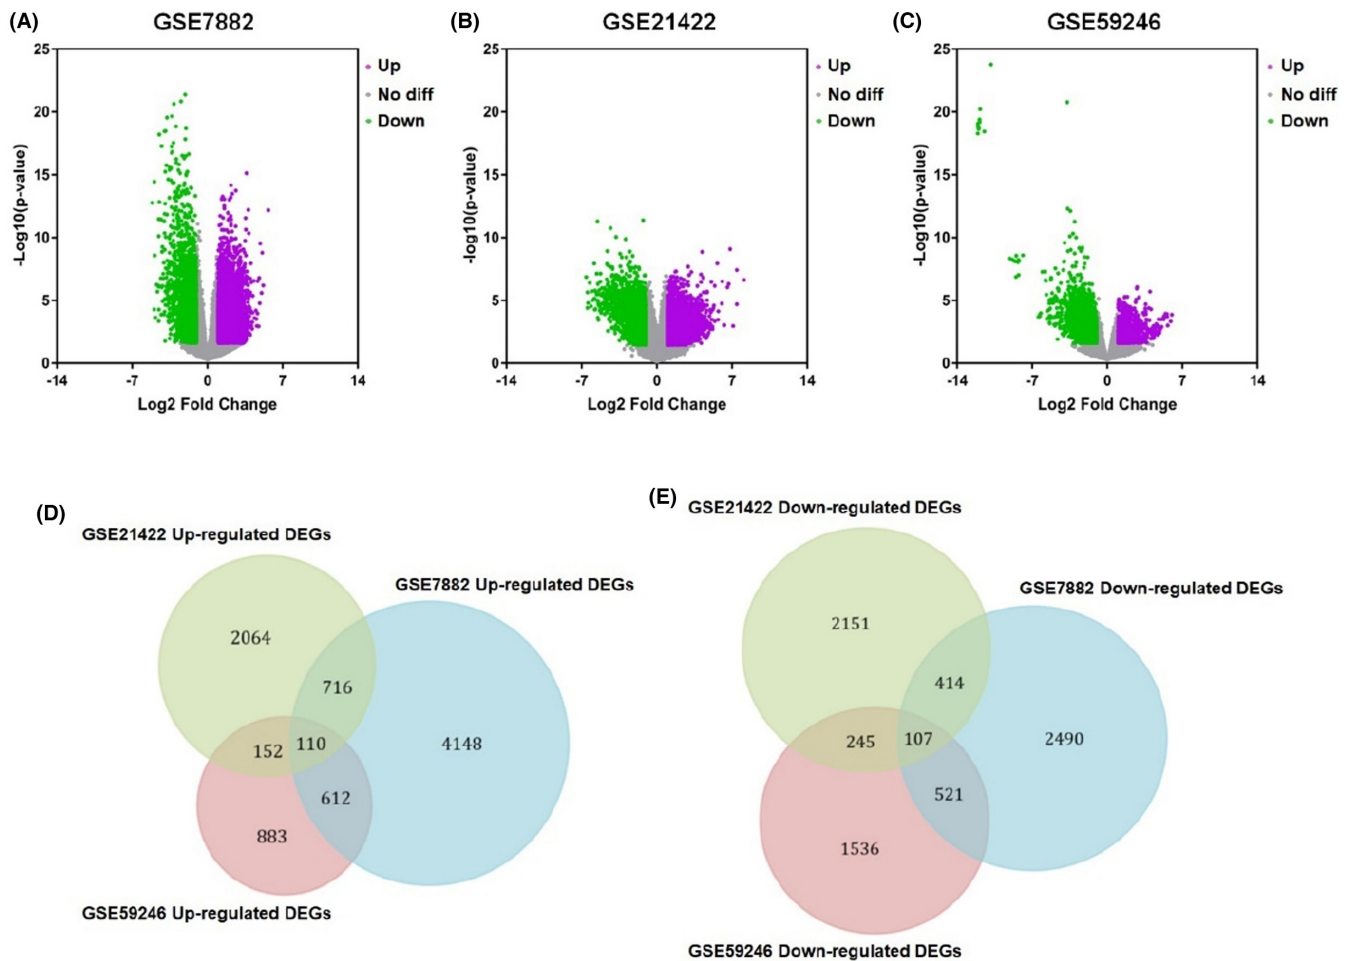 (A)
GSE7882
25
20
15
10
5
0
-Log10(p-value)
-14
-7
0
7
14
Log2 Fold Change
Up
No diff
Down
(B)
GSE21422
25
20
15
10
5
0
-log10(p-value)
-14
-7
0
7
14
Log2 Fold Change
Up
No diff
Down
(C)
GSE59246
25
20
15
10
5
0
-Log10(p-value)
-14
-7
0
7
14
Log2 Fold Change
Up
No diff
Down
(D)
GSE21422 Up-regulated DEGs
GSE7882 Up-regulated DEGs
2064
716
152
110
4148
612
883
GSE59246 Up-regulated DEGs
(E)
GSE21422 Down-regulated DEGs
GSE7882 Down-regulated DEGs
2151
414
245
107
2490
521
1536
GSE59246 Down-regulated DEGs